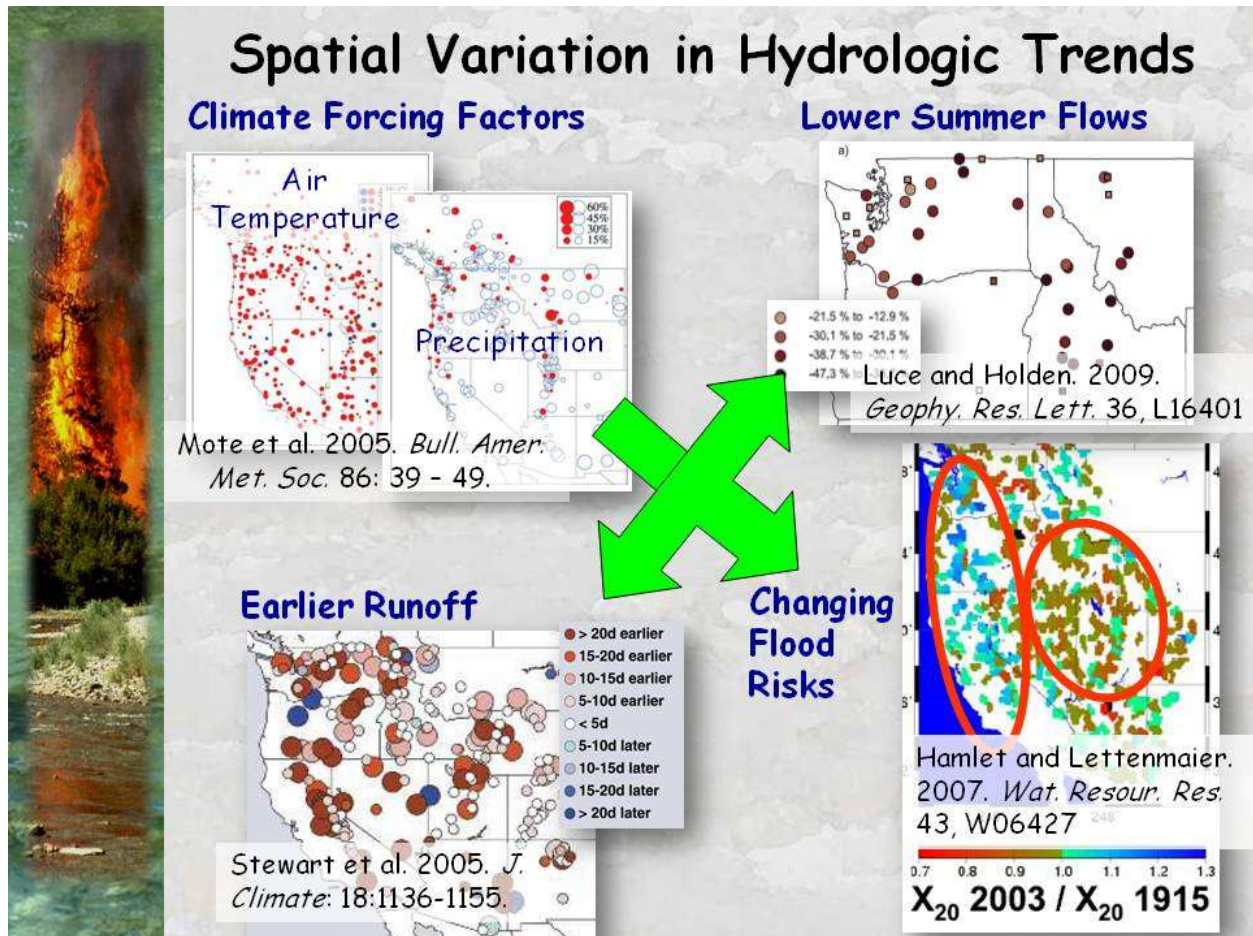 Spatial Variation in Hydrologic Trends
Climate Forcing Factors
Air
Temperature
Precipitation
60%
45%
30%
15%
Mote et al. 2005. Bull. Amer.
Met. Soc. 86: 39 – 49.
Lower Summer Flows
a)
-21.5 % to -12.9 %
-30.1 % to -21.5 %
-38.7 % to -30.1 %
-47.3 % to
Luce and Holden. 2009.
Geophy. Res. Lett. 36, L16401
Earlier Runoff
> 20d earlier
15-20d earlier
10-15d earlier
5-10d earlier
< 5d
5-10d later
10-15d later
15-20d later
> 20d later
Stewart et al. 2005. J.
Climate: 18:1136-1155.
Changing
Flood
Risks
Hamlet and Lettenmaier.
2007. Wat. Resour. Res.
43, W06427
248°
0.7 0.8 0.9 1.0 1.1 1.2 1.3
X₂₀ 2003 / X₂₀ 1915